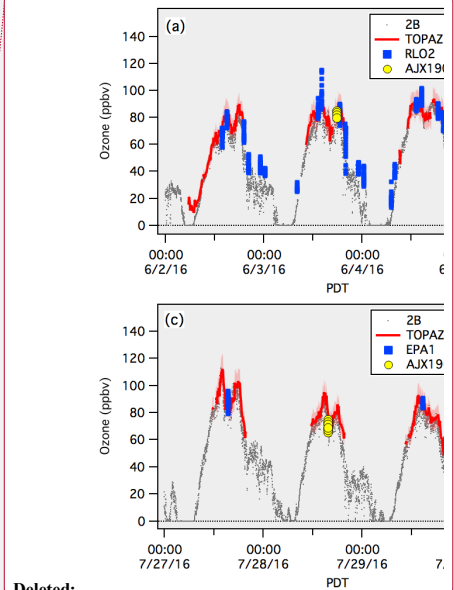 (a)
2B
TOPAZ
RLO2
AJX190
140
120
100
80
60
40
20
0
Ozone (ppbv)
00:00 00:00 00:00
6/2/16 6/3/16 6/4/16 6
PDT
(c)
2B
TOPAZ
EPA1
AJX19
140
120
100
80
60
40
20
0
Ozone (ppbv)
00:00 00:00 00:00
7/27/16 7/28/16 7/29/16 7/
PDT
Deleted: